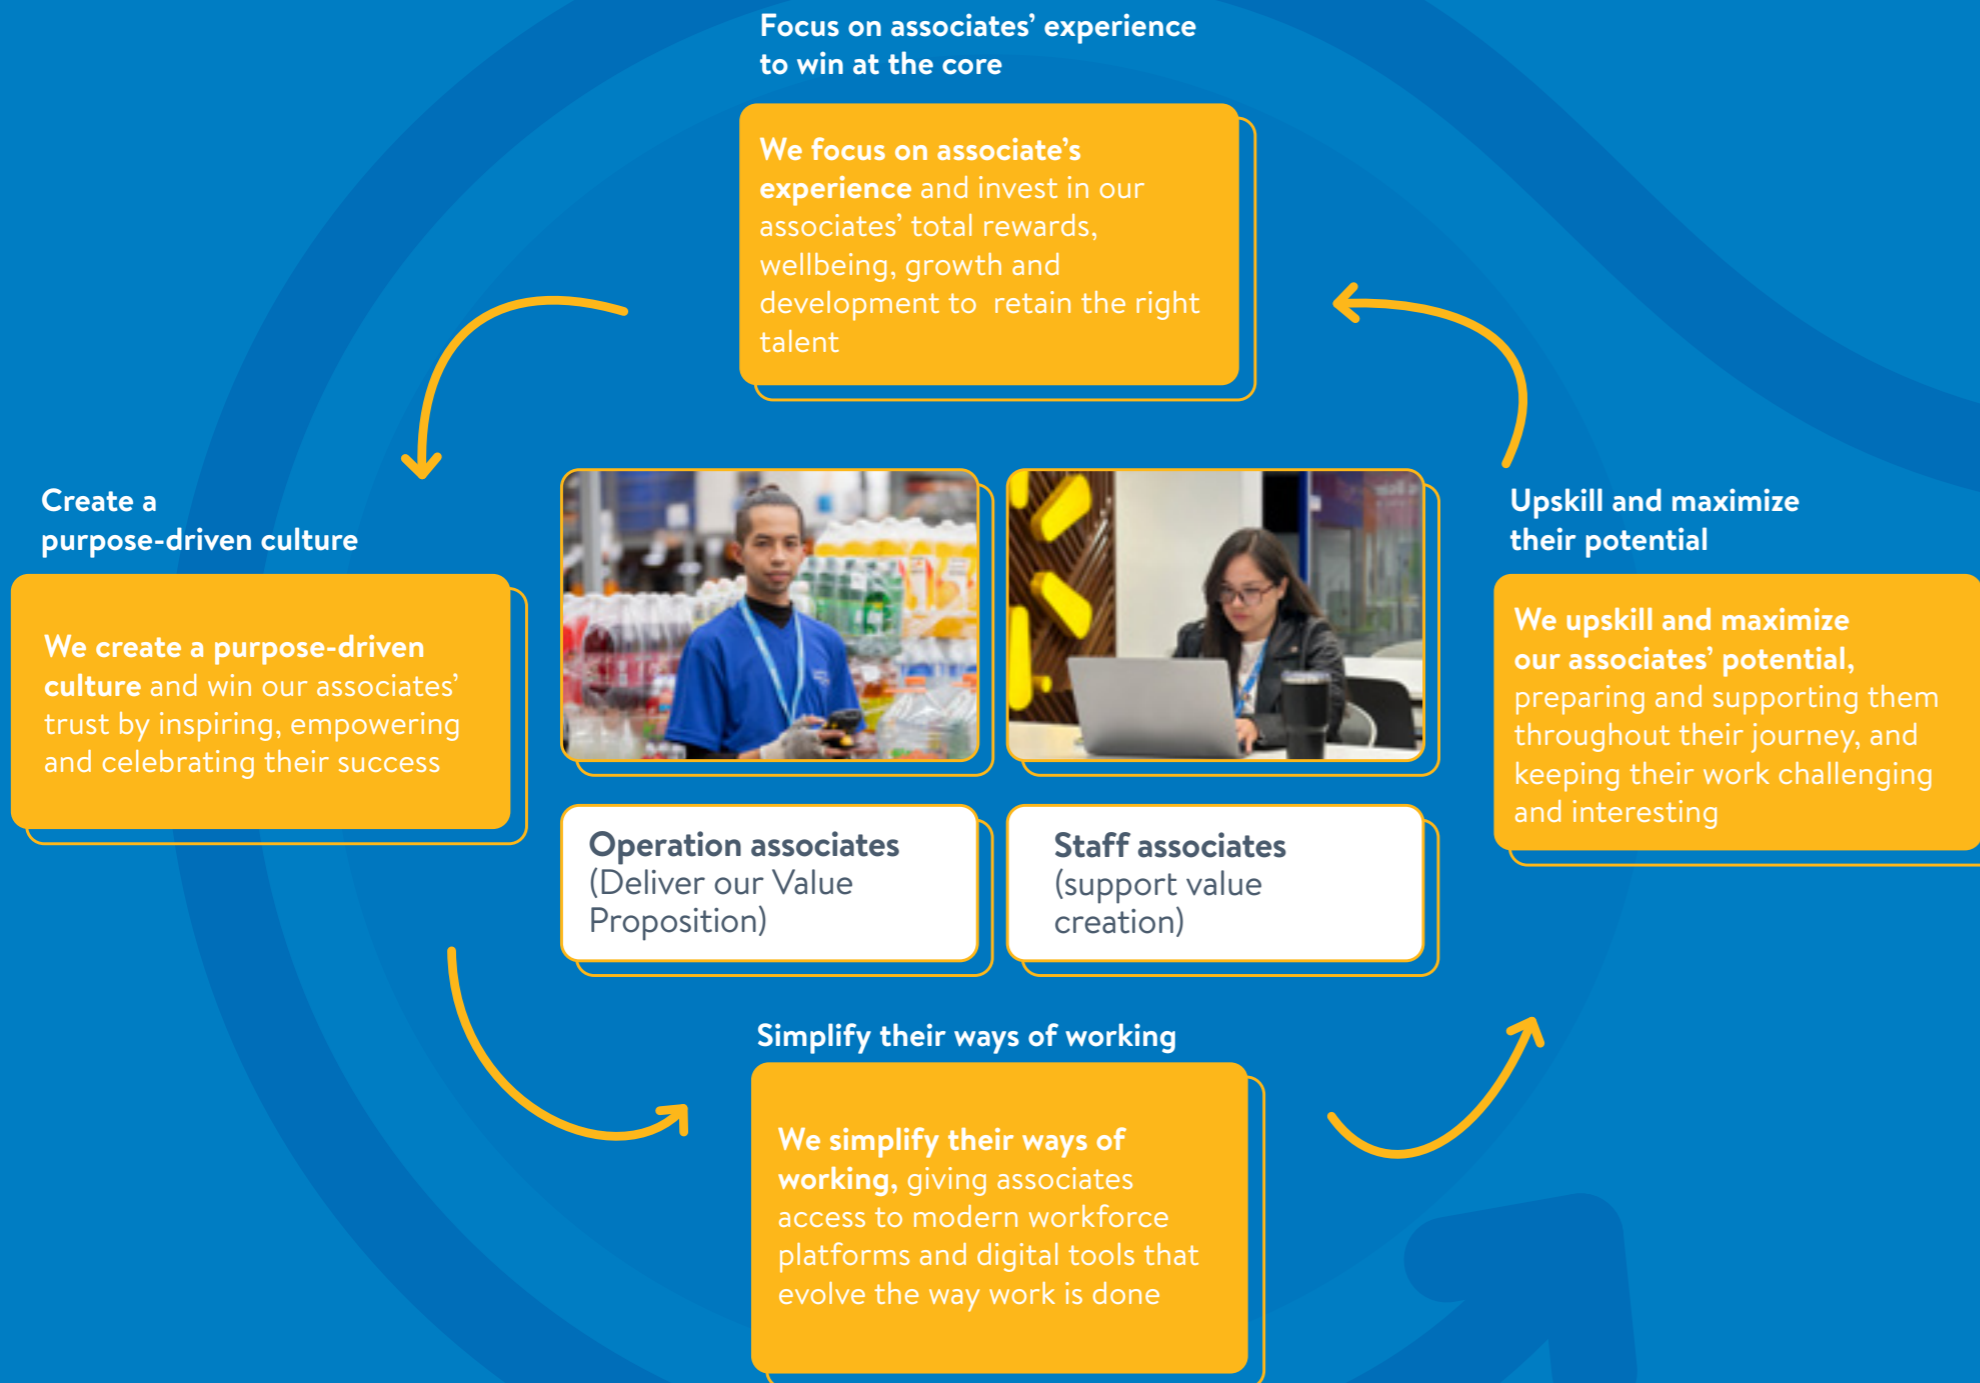 Focus on associates’ experience
to win at the core
We focus on associate’s
experience and invest in our
associates’ total rewards,
wellbeing, growth and
development to  retain the right
talent
Create a
purpose-driven culture
We create a purpose-driven
culture and win our associates’
trust by inspiring, empowering
and celebrating their success
Upskill and maximize
their potential
We upskill and maximize
our associates’ potential,
preparing and supporting them
throughout their journey, and
keeping their work challenging
and interesting
Operation associates
(Deliver our Value
Proposition)
Staff associates
(support value
creation)
Simplify their ways of working
We simplify their ways of
working, giving associates
access to modern workforce
platforms and digital tools that
evolve the way work is done